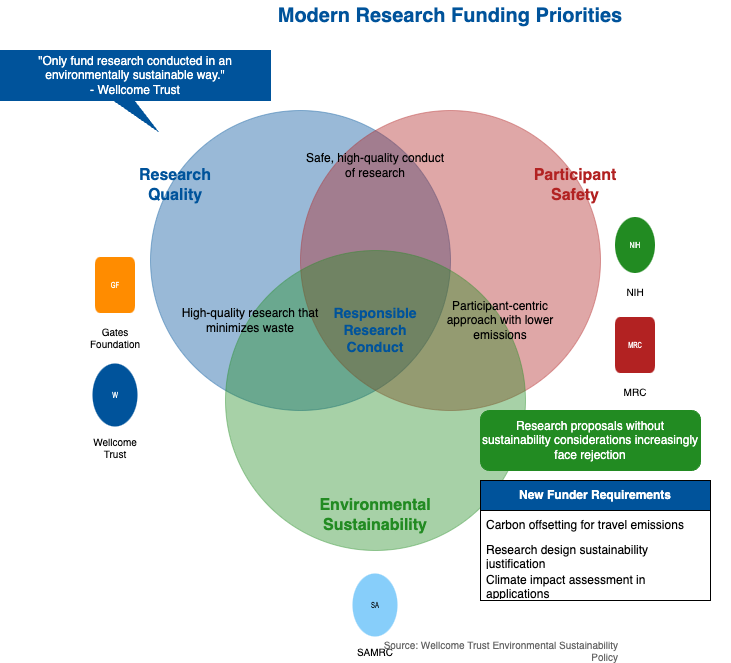 Modern Research Funding Priorities
"Only fund research conducted in an
environmentally sustainable way."
- Wellcome Trust
Safe, high-quality conduct
of research
Research
Quality
Participant
Safety
NIH
NIH
GF
Gates
Foundation
High-quality research that
minimizes waste
Responsible
Research
Conduct
Participant-centric
approach with lower
emissions
MRC
MRC
W
Wellcome
Trust
Research proposals without
sustainability considerations increasingly
face rejection
Environmental
Sustainability
New Funder Requirements
Carbon offsetting for travel emissions
Research design sustainability
justification
Climate impact assessment in
applications
SA
SAMRC
Source: Wellcome Trust Environmental Sustainability
Policy